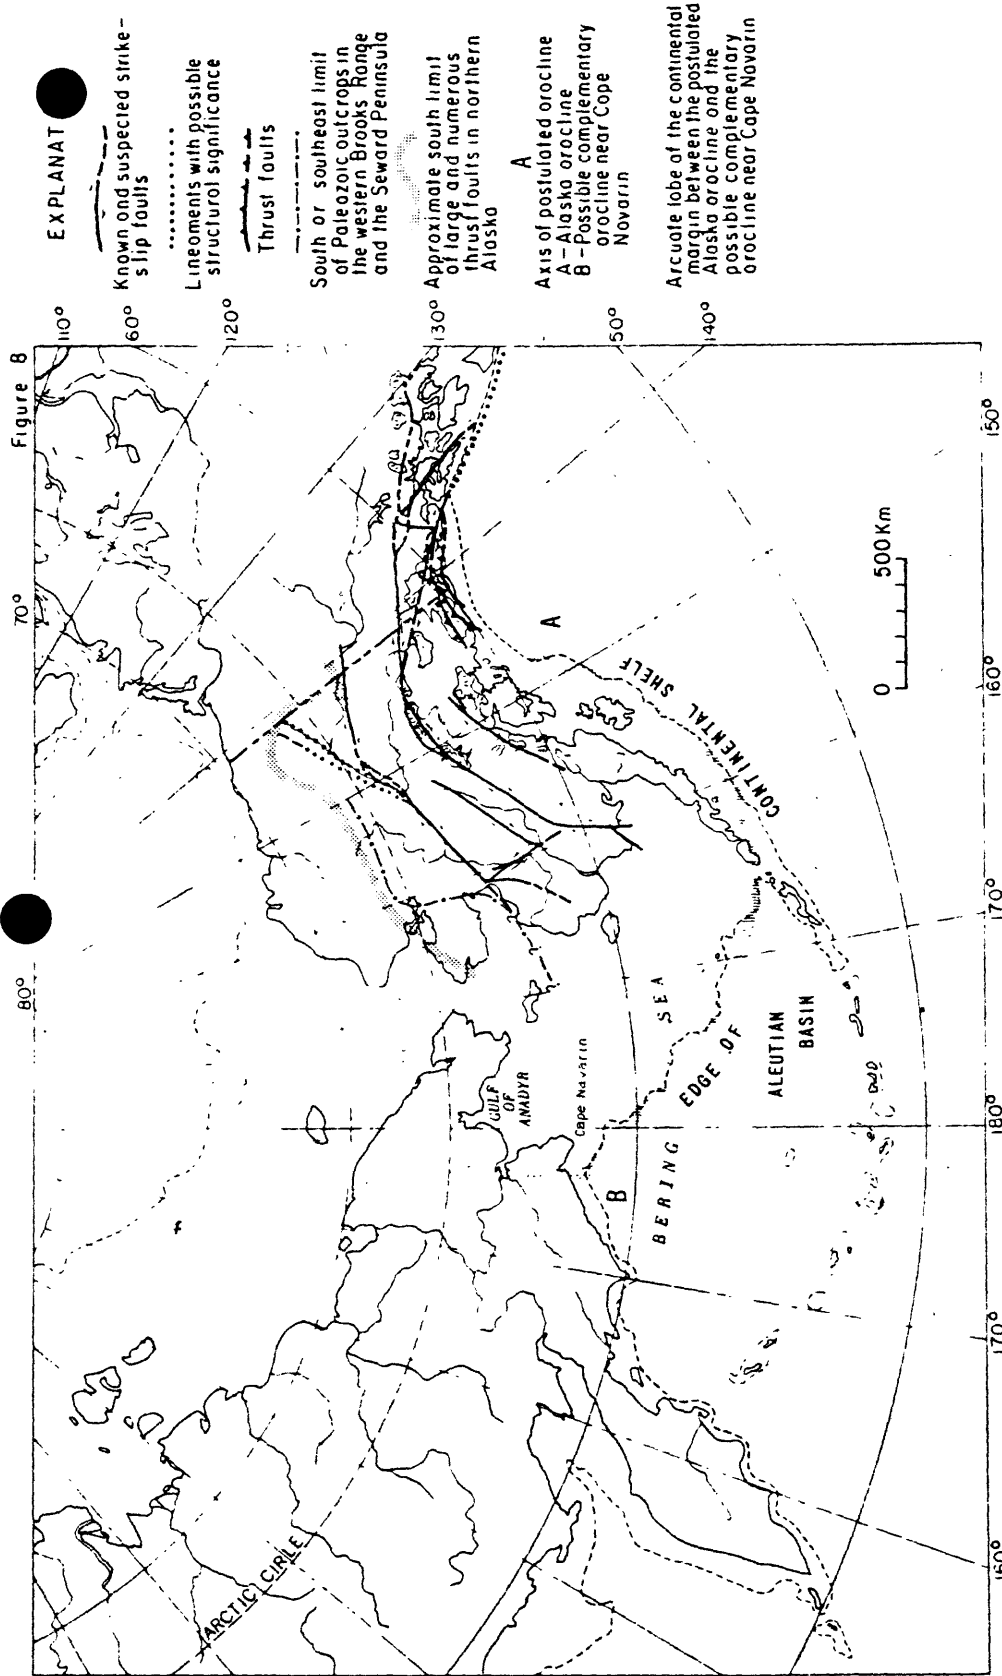 Figure 8
EXPLANAT
Known and suspected strike-
slip faults
Lineaments with possible
structural significance
Thrust faults
South or southeast limit
of Paleozoic outcrops in
the western Brooks Range
and the Seward Peninsula
Approximate south limit
of large and numerous
thrust faults in northern
Alaska
A
Axis of postulated orocline
A - Alaska orocline
B - Possible complementary
orocline near Cape
Novarin
Arcuate lobe of the continental
margin between the postulated
Alaska orocline and the
possible complementary
orocline near Cape Novarin
80°
70°
110°
60°
120°
130°
50°
140°
150°
160°
170°
180°
170°
160°
ARCTIC CIRLE
GULF
OF
ANADYR
Cape Navarin
B
BERING SEA
EDGE OF
CONTINENTAL SHELF
ALEUTIAN
BASIN
A
0 500 Km